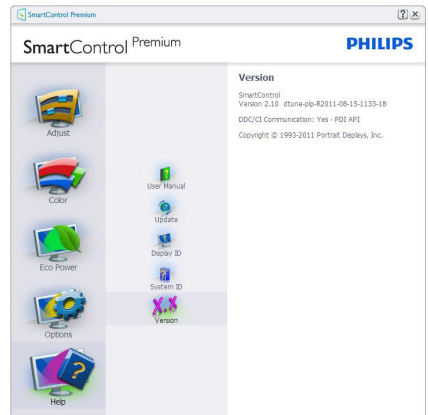 SmartControl Premium
? ×
SmartControl Premium
PHILIPS
Adjust
Color
Eco Power
Options
Help
User Manual
Update
Display ID
System ID
X.X
Version
Version
SmartControl
Version 2.10 dtune-plp-R2011-08-15-1133-18
DDC/CI Communication: Yes - PDI API
Copyright © 1993-2011 Portrait Displays, Inc.